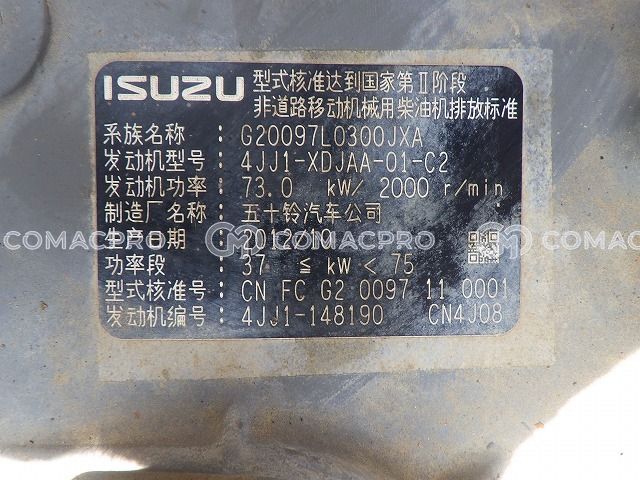 ISUZU 型式核准达到国家第Ⅱ阶段
非道路移动机械用柴油机排放标准
系族名称: G20097L0300JXA
发动机型号: 4JJ1-XDJAA-01-C2
发动机功率: 73.0 kW/ 2000 r/min
制造厂名称: 五十铃汽车公司
生产日期: 2012/10
功率段: 37 ≦ kW < 75
型式核准号: CN FC G2 0097 11 0001
发动机编号: 4JJ1-148190 CN4J08
COMACPRO COMACPRO COMACPRO